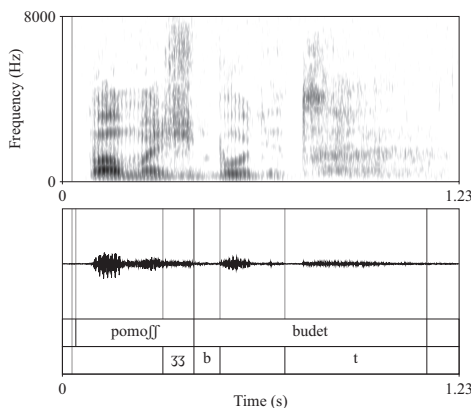 8000
Frequency (Hz)
0
0 1.23
pomoʃʃ budet
ʒʒ b t
0 1.23
Time (s)